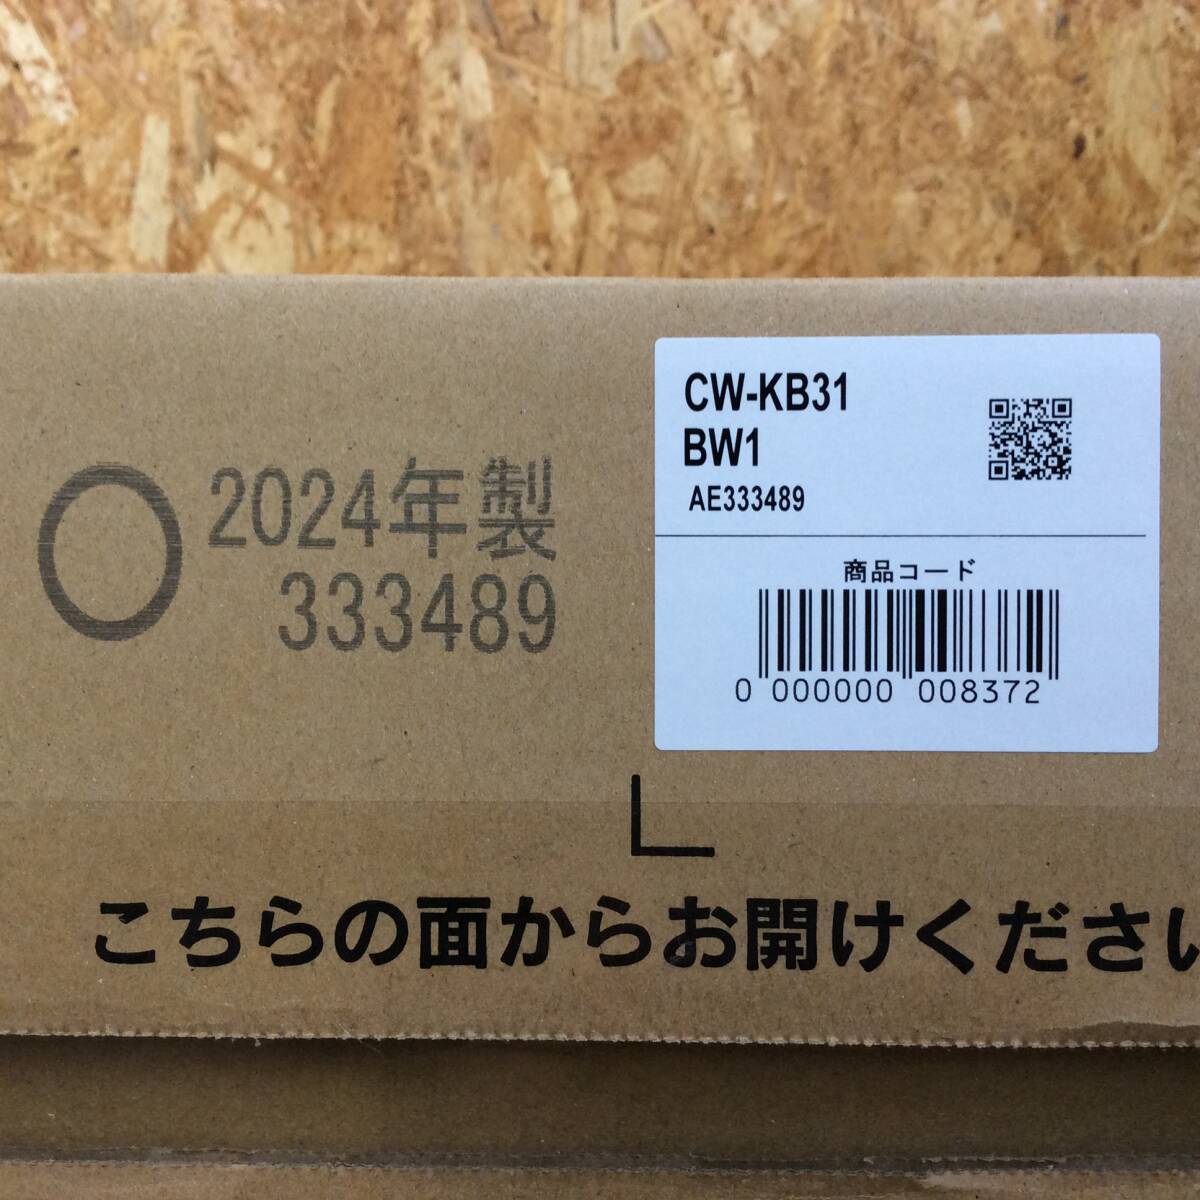 CW-KB31
BW1
AE333489
2024年製
333489
商品コード
0 000000 008372
こちらの面からお開けください